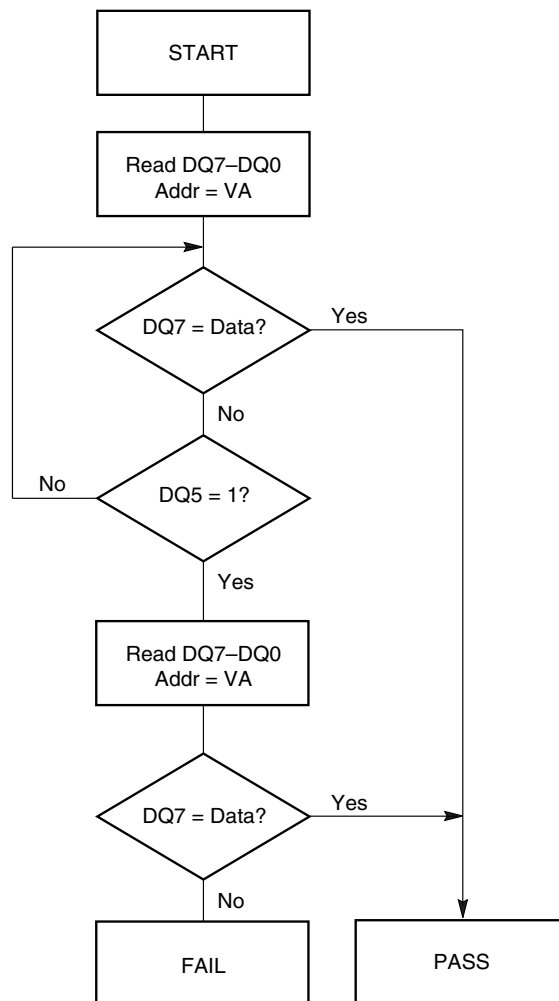 START
Read DQ7–DQ0
Addr = VA
DQ7 = Data?
Yes
No
No
DQ5 = 1?
Yes
Read DQ7–DQ0
Addr = VA
DQ7 = Data?
Yes
No
FAIL
PASS